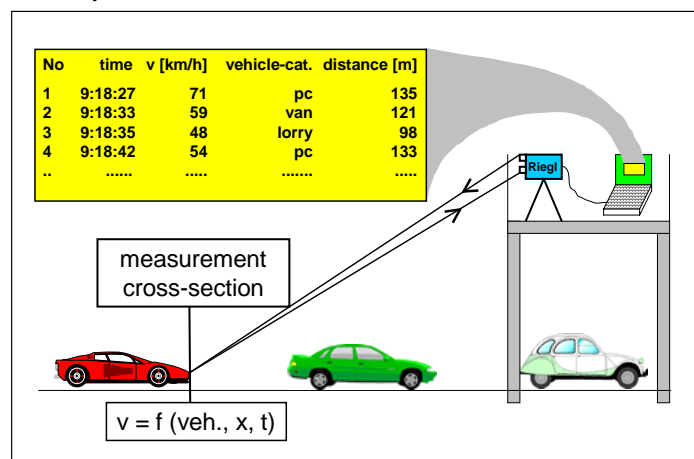 No time v [km/h] vehicle-cat. distance [m]
1 9:18:27 71 pc 135
2 9:18:33 59 van 121
3 9:18:35 48 lorry 98
4 9:18:42 54 pc 133
.. ...... ..... ....... .....
Riegl
measurement
cross-section
v = f (veh., x, t)